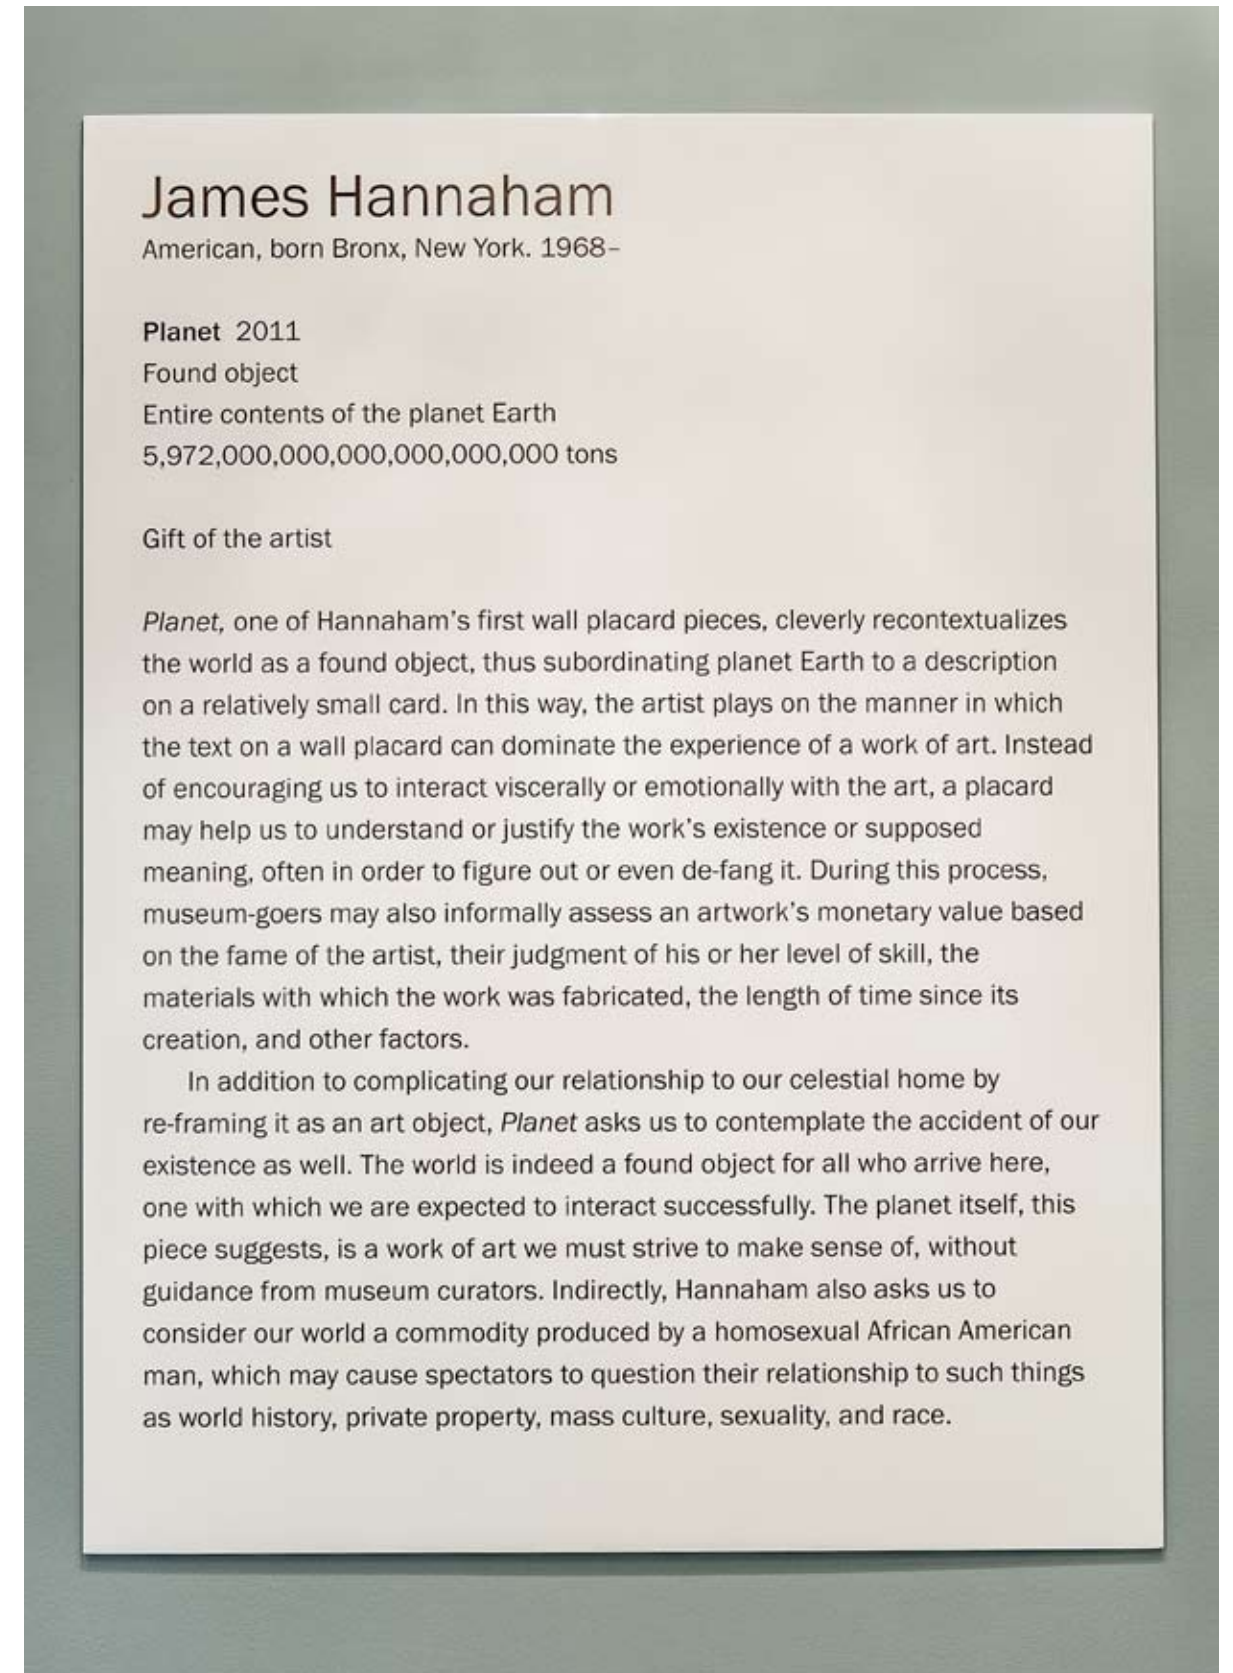 James Hannaham
American, born Bronx, New York. 1968–
Planet 2011
Found object
Entire contents of the planet Earth
5,972,000,000,000,000,000,000 tons
Gift of the artist
Planet, one of Hannaham's first wall placard pieces, cleverly recontextualizes
the world as a found object, thus subordinating planet Earth to a description
on a relatively small card. In this way, the artist plays on the manner in which
the text on a wall placard can dominate the experience of a work of art. Instead
of encouraging us to interact viscerally or emotionally with the art, a placard
may help us to understand or justify the work's existence or supposed
meaning, often in order to figure out or even de-fang it. During this process,
museum-goers may also informally assess an artwork's monetary value based
on the fame of the artist, their judgment of his or her level of skill, the
materials with which the work was fabricated, the length of time since its
creation, and other factors.
In addition to complicating our relationship to our celestial home by
re-framing it as an art object, Planet asks us to contemplate the accident of our
existence as well. The world is indeed a found object for all who arrive here,
one with which we are expected to interact successfully. The planet itself, this
piece suggests, is a work of art we must strive to make sense of, without
guidance from museum curators. Indirectly, Hannaham also asks us to
consider our world a commodity produced by a homosexual African American
man, which may cause spectators to question their relationship to such things
as world history, private property, mass culture, sexuality, and race.